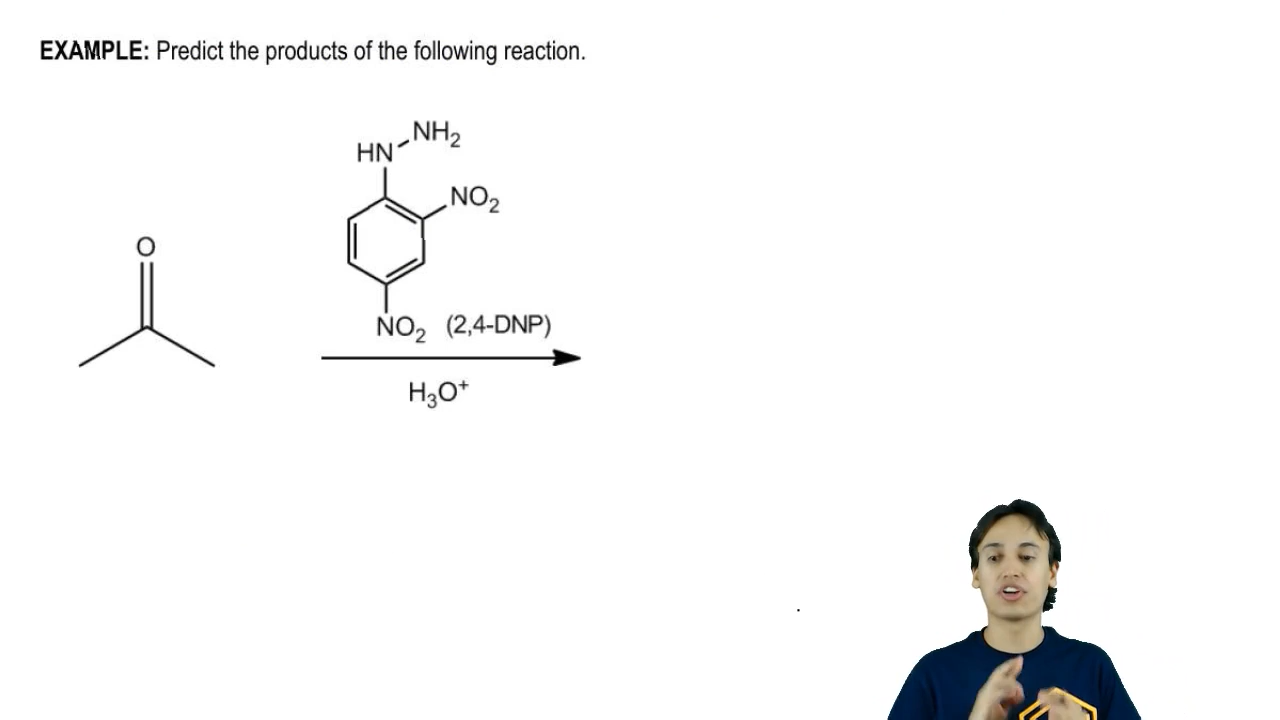 EXAMPLE: Predict the products of the following reaction.
NH₂
HN
NO₂
O
NO₂ (2,4-DNP)
H₃O⁺